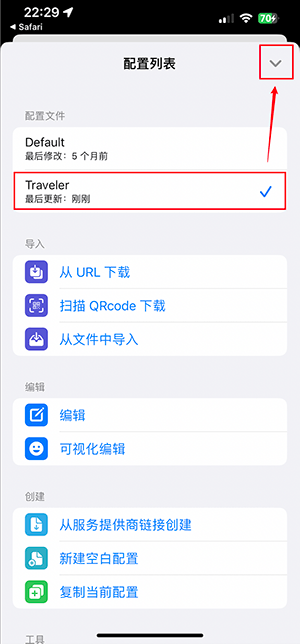 22:29
70
Safari
配置列表
配置文件
Default
最后修改：5 个月前
Traveler
最后更新：刚刚
导入
从 URL 下载
扫描 QRcode 下载
从文件中导入
编辑
编辑
可视化编辑
创建
从服务提供商链接创建
新建空白配置
复制当前配置
工具